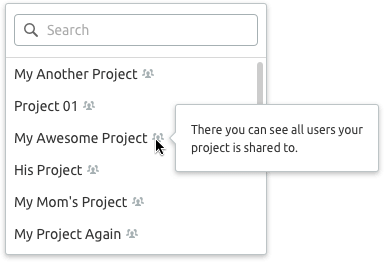 Search
My Another Project
Project 01
My Awesome Project
There you can see all users your
project is shared to.
His Project
My Mom's Project
My Project Again